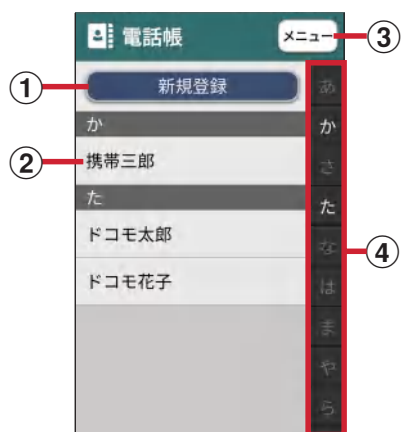 電話帳
メニュー
③
①
新規登録
あ
か
か
②
携帯三郎
さ
た
た
ドコモ太郎
な
④
ドコモ花子
は
ま
や
ら